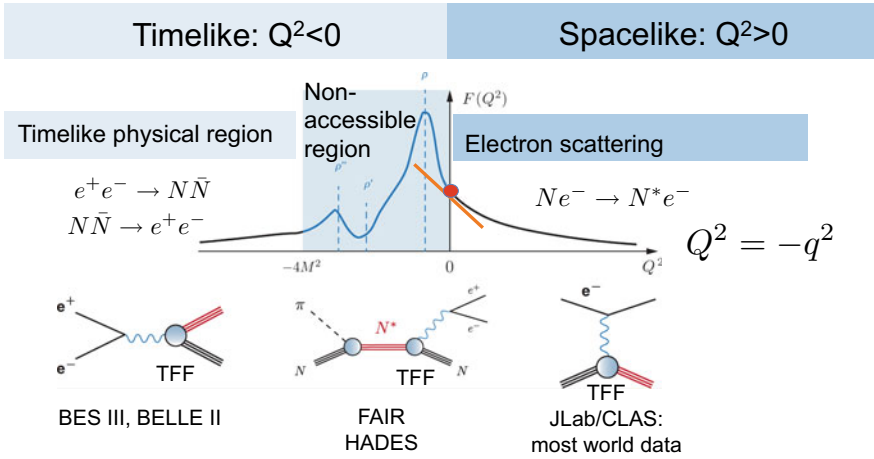 Timelike: Q²<0
Spacelike: Q²>0
Timelike physical region
Non-
accessible
region
Electron scattering
ρ
F(Q²)
ρ''
ρ'
e⁺e⁻ → NN̄
NN̄ → e⁺e⁻
Ne⁻ → N*e⁻
Q² = −q²
−4M²
0
Q²
e⁺
e⁻
TFF
π
N*
e⁺
e⁻
N
TFF
N
e⁻
TFF
BES III, BELLE II
FAIR
HADES
JLab/CLAS:
most world data